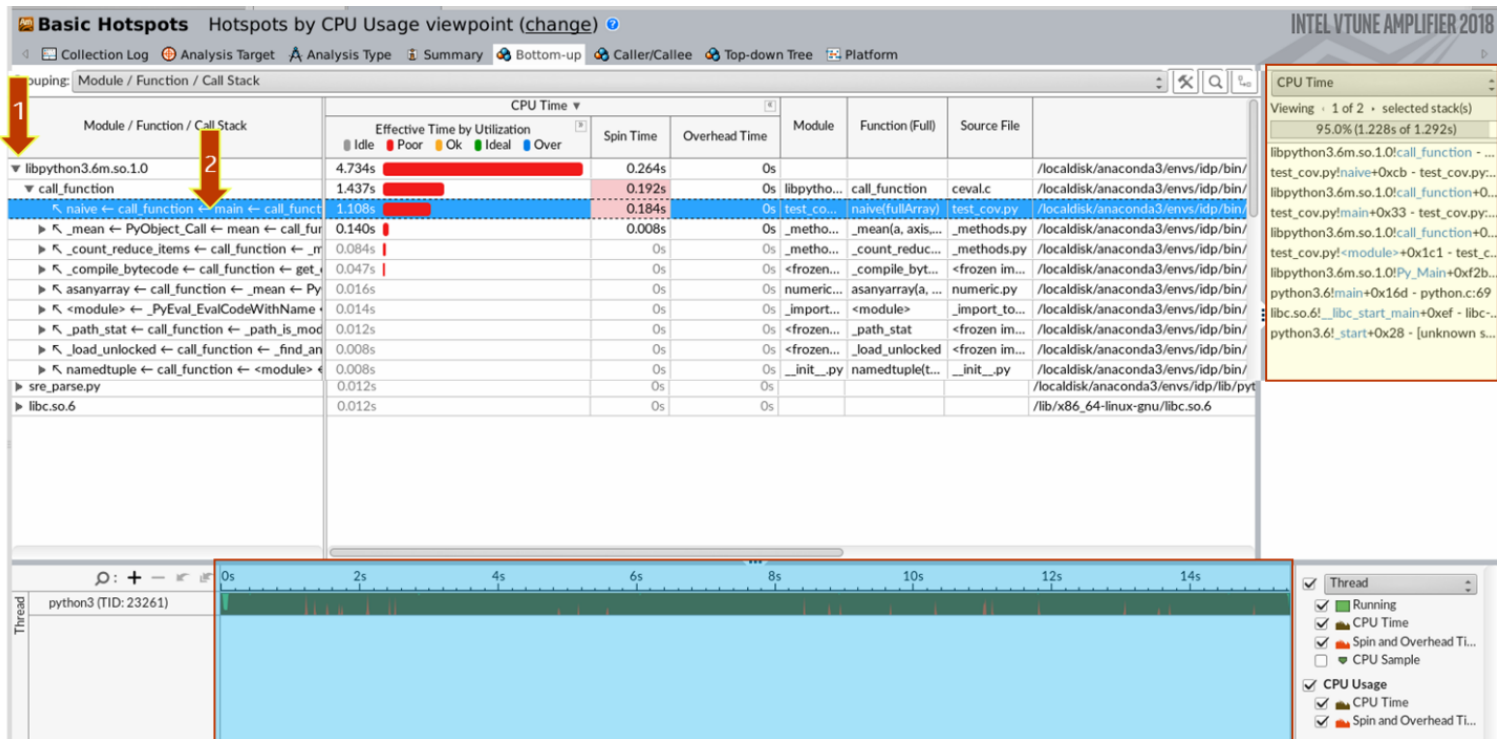 Basic Hotspots Hotspots by CPU Usage viewpoint (change)
INTEL VTUNE AMPLIFIER 2018
Collection Log Analysis Target Analysis Type Summary Bottom-up Caller/Callee Top-down Tree Platform
ouping: Module / Function / Call Stack
CPU Time
1
2
Module / Function / Call Stack
CPU Time
Effective Time by Utilization
Idle Poor Ok Ideal Over
Spin Time Overhead Time
Module Function (Full) Source File
libpython3.6m.so.1.0 4.734s 0.264s 0s /localdisk/anaconda3/envs/idp/bin/
call_function 1.437s 0.192s 0s libpytho... call_function ceval.c /localdisk/anaconda3/envs/idp/bin/
naive ← call_function ← main ← call_funct 1.108s 0.184s 0s test_co... naive(fullArray) test_cov.py /localdisk/anaconda3/envs/idp/bin/
_mean ← PyObject_Call ← mean ← call_fur 0.140s 0.008s 0s _metho... _mean(a, axis,... _methods.py /localdisk/anaconda3/envs/idp/bin/
_count_reduce_items ← call_function ← _m 0.084s 0s 0s _metho... _count_reduc... _methods.py /localdisk/anaconda3/envs/idp/bin/
_compile_bytecode ← call_function ← get_ 0.047s 0s 0s <frozen... _compile_byt... <frozen im... /localdisk/anaconda3/envs/idp/bin/
asanyarray ← call_function ← _mean ← Py 0.016s 0s 0s numeric... asanyarray(a, ... numeric.py /localdisk/anaconda3/envs/idp/bin/
<module> ← _PyEval_EvalCodeWithName 0.014s 0s 0s _import... <module> _import_to... /localdisk/anaconda3/envs/idp/bin/
_path_stat ← call_function ← _path_is_mod 0.012s 0s 0s <frozen... _path_stat <frozen im... /localdisk/anaconda3/envs/idp/bin/
_load_unlocked ← call_function ← _find_an 0.008s 0s 0s <frozen... _load_unlocked <frozen im... /localdisk/anaconda3/envs/idp/bin/
namedtuple ← call_function ← <module> 0.008s 0s 0s __init__.py namedtuple(t... __init__.py /localdisk/anaconda3/envs/idp/bin/
sre_parse.py 0.012s 0s 0s /localdisk/anaconda3/envs/idp/lib/pyt
libc.so.6 0.012s 0s 0s /lib/x86_64-linux-gnu/libc.so.6
Viewing 1 of 2 selected stack(s)
95.0% (1.228s of 1.292s)
libpython3.6m.so.1.0!call_function - ...
test_cov.py!naive+0xcb - test_cov.py:...
libpython3.6m.so.1.0!call_function+0...
test_cov.py!main+0x33 - test_cov.py:...
libpython3.6m.so.1.0!call_function+0...
test_cov.py!<module>+0x1c1 - test_c...
libpython3.6m.so.1.0!Py_Main+0xf2b...
python3.6!main+0x16d - python.c:69
libc.so.6!__libc_start_main+0xef - libc-...
python3.6!_start+0x28 - [unknown s...
0s 2s 4s 6s 8s 10s 12s 14s
Thread
python3 (TID: 23261)
Thread
Running
CPU Time
Spin and Overhead Ti...
CPU Sample
CPU Usage
CPU Time
Spin and Overhead Ti...